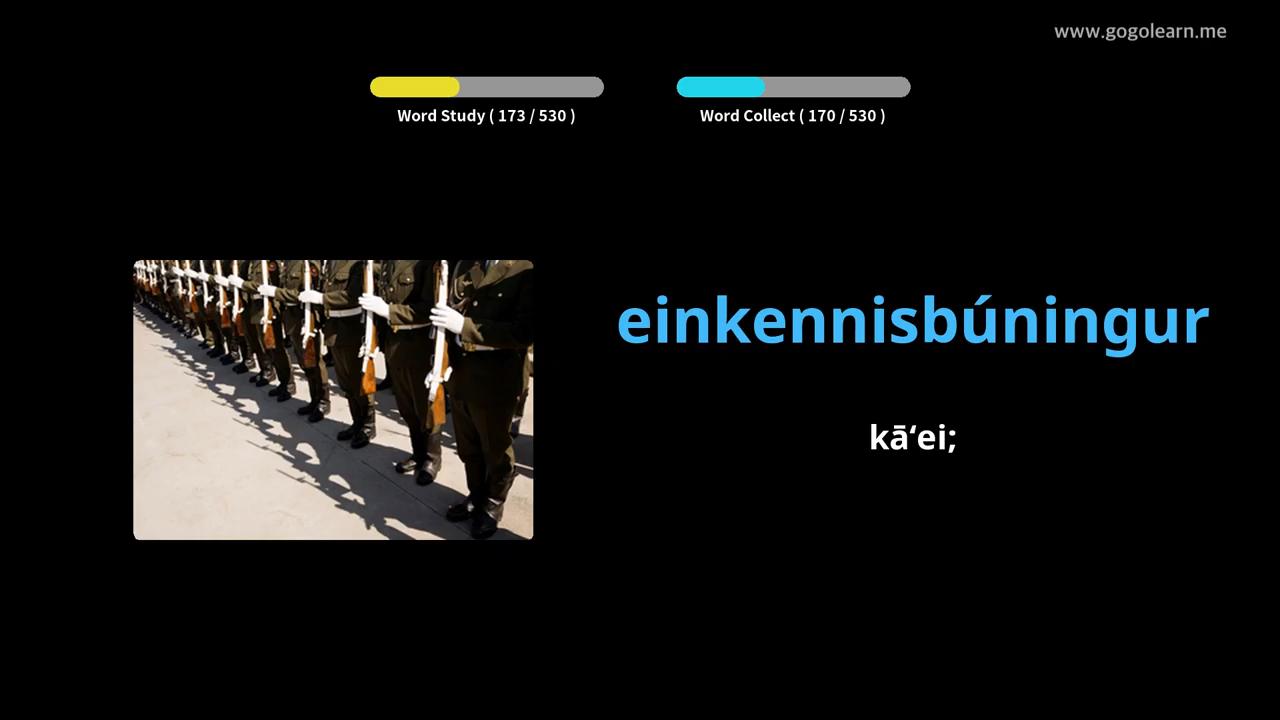 www.gogolearn.me
Word Study ( 173 / 530 )
Word Collect ( 170 / 530 )
einkennisbúningur
kāʻei;